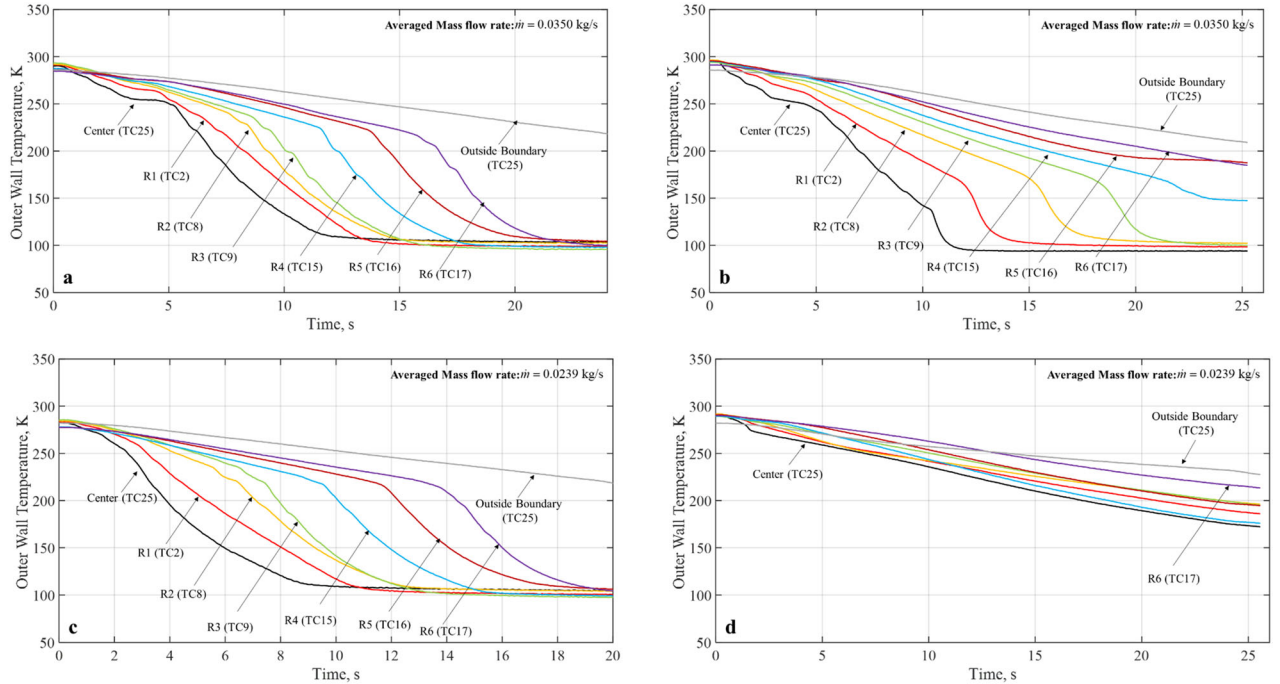 Averaged Mass flow rate:ṁ = 0.0350 kg/s
350
300
250
200
150
100
50
Outer Wall Temperature, K
Center (TC25)
R1 (TC2)
R2 (TC8)
R3 (TC9)
R4 (TC15)
R5 (TC16)
R6 (TC17)
Outside Boundary
(TC25)
a
0 5 10 15 20
Time, s
Averaged Mass flow rate:ṁ = 0.0350 kg/s
350
300
250
200
150
100
50
Outer Wall Temperature, K
Outside Boundary
(TC25)
Center (TC25)
R1 (TC2)
R2 (TC8)
R3 (TC9)
R4 (TC15)
R5 (TC16)
R6 (TC17)
b
0 5 10 15 20 25
Time, s
Averaged Mass flow rate:ṁ = 0.0239 kg/s
350
300
250
200
150
100
50
Outer Wall Temperature, K
Center (TC25)
R1 (TC2)
R2 (TC8)
R3 (TC9)
R4 (TC15)
R5 (TC16)
R6 (TC17)
Outside Boundary
(TC25)
c
0 2 4 6 8 10 12 14 16 18 20
Time, s
Averaged Mass flow rate:ṁ = 0.0239 kg/s
350
300
250
200
150
100
50
Outer Wall Temperature, K
Outside Boundary
(TC25)
Center (TC25)
R6 (TC17)
d
0 5 10 15 20 25
Time, s